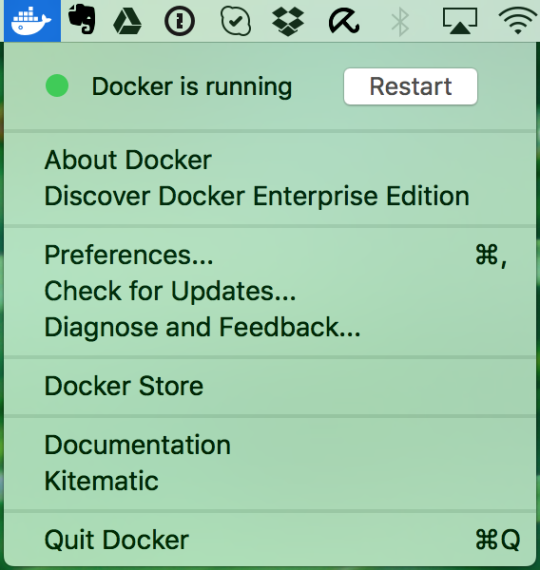 Docker is running Restart
About Docker
Discover Docker Enterprise Edition
Preferences... ⌘,
Check for Updates...
Diagnose and Feedback...
Docker Store
Documentation
Kitematic
Quit Docker ⌘Q